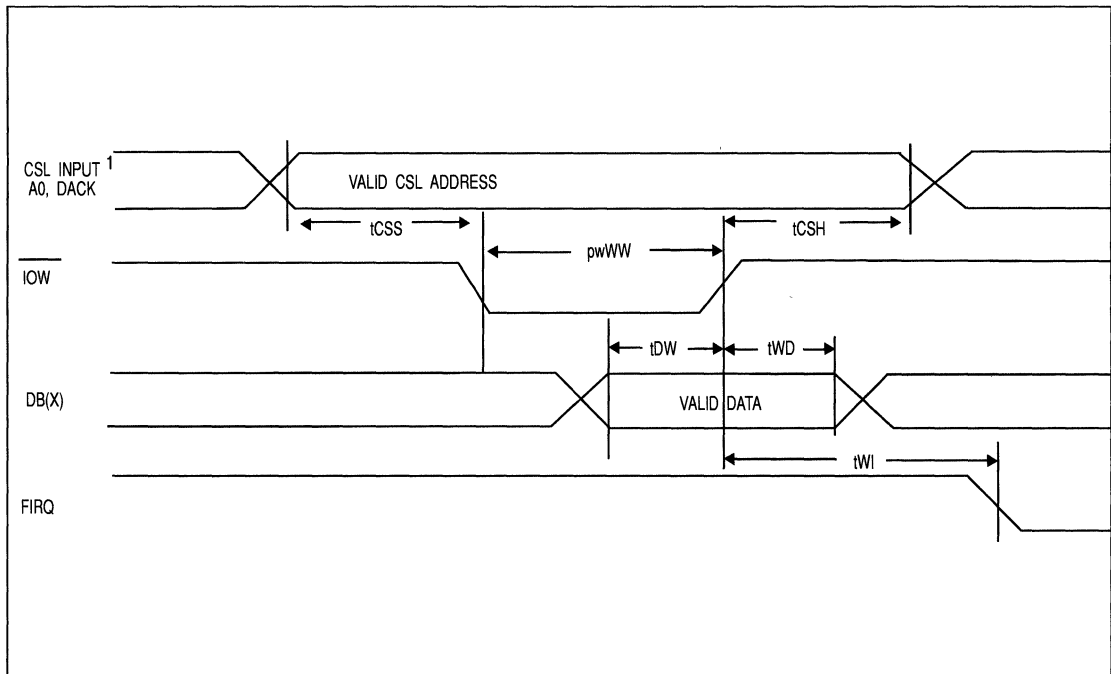 CSL INPUT 1
A0, DACK
VALID CSL ADDRESS
tCSS
tCSH
pwWW
IOW
tDW
tWD
DB(X)
VALID DATA
tWI
FIRQ